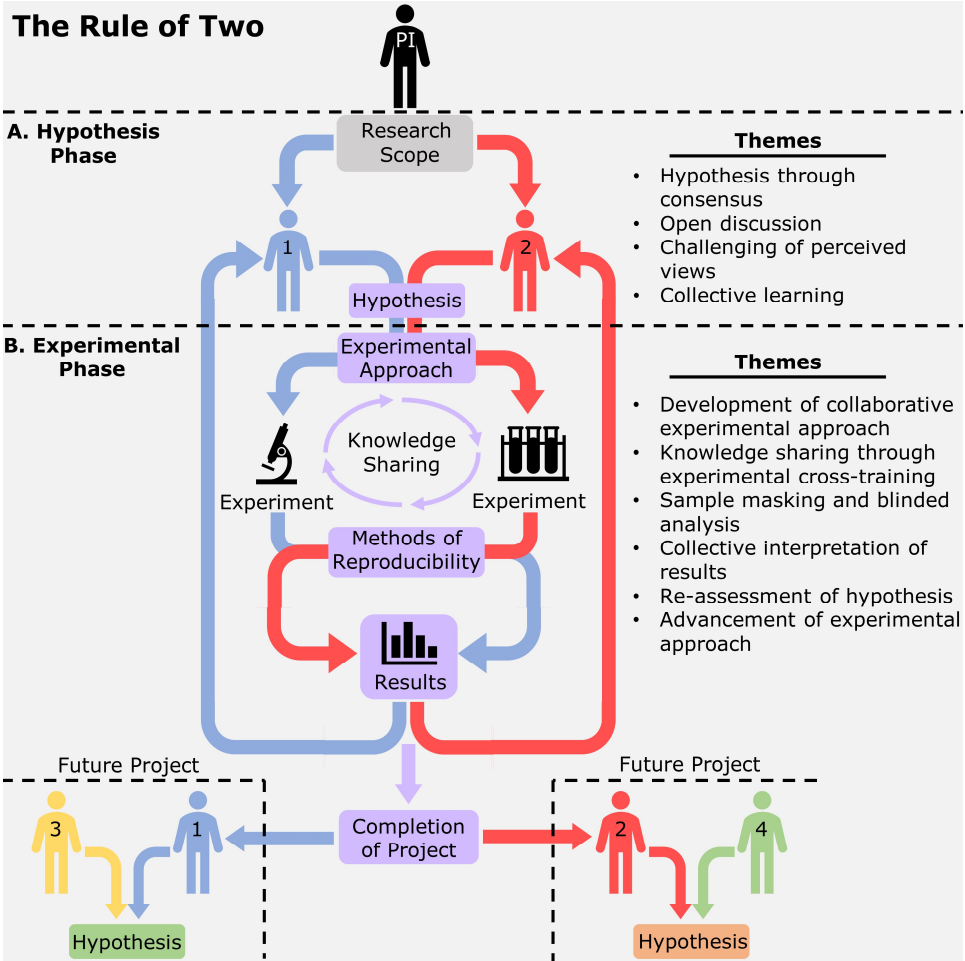 The Rule of Two
PI
A. Hypothesis
Phase
Research
Scope
1
2
Hypothesis
Themes
• Hypothesis through
consensus
• Open discussion
• Challenging of perceived
views
• Collective learning
B. Experimental
Phase
Experimental
Approach
Knowledge
Sharing
Experiment
Experiment
Methods of
Reproducibility
Results
Themes
• Development of collaborative
experimental approach
• Knowledge sharing through
experimental cross-training
• Sample masking and blinded
analysis
• Collective interpretation of
results
• Re-assessment of hypothesis
• Advancement of experimental
approach
Future Project
3
1
Hypothesis
Completion
of Project
Future Project
2
4
Hypothesis